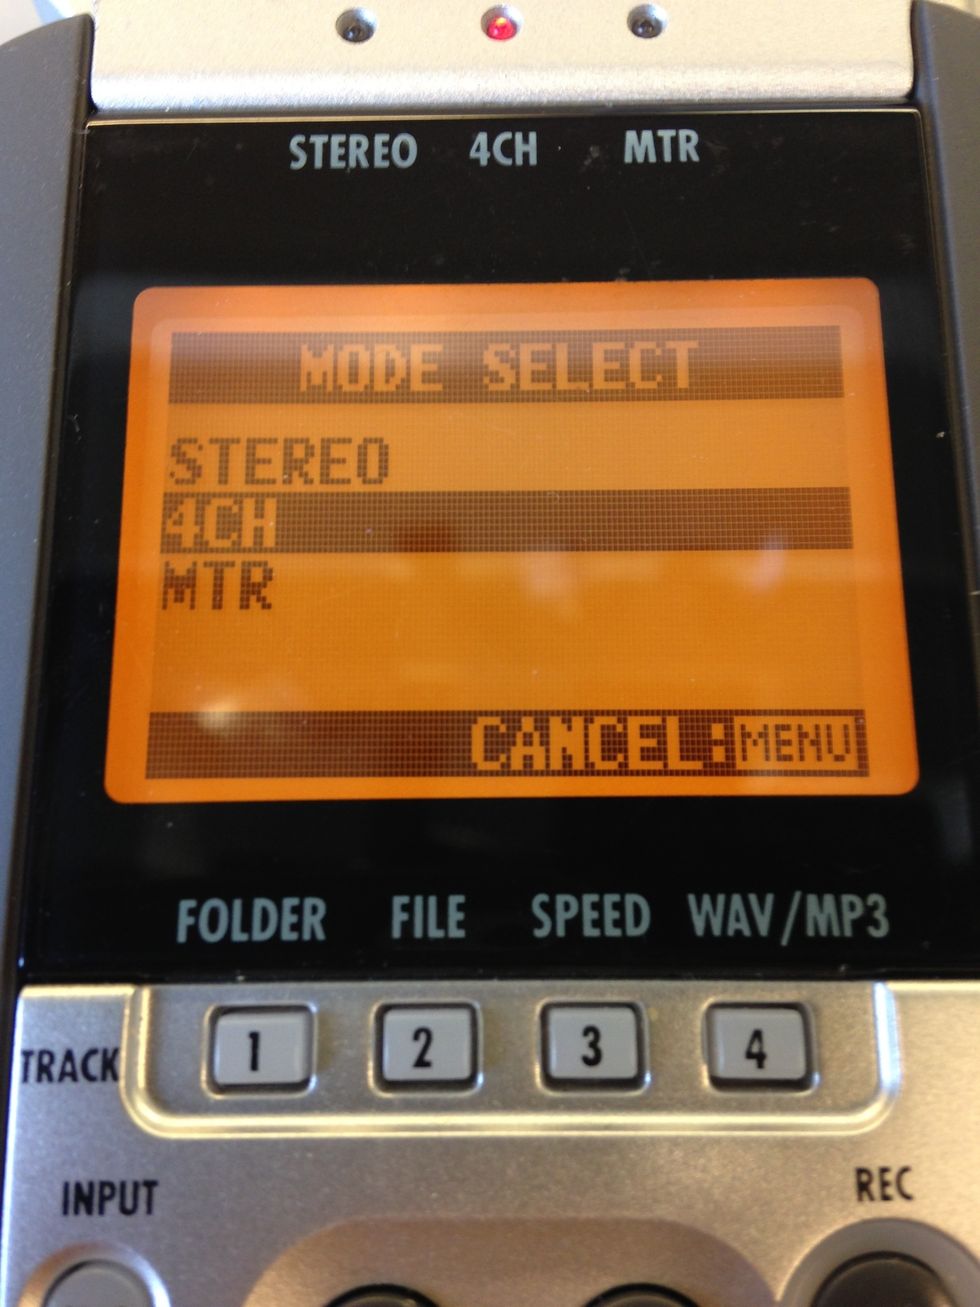 STEREO 4CH MTR
MODE SELECT
STEREO
4CH
MTR
CANCEL:MENU
FOLDER FILE SPEED WAV/MP3
TRACK 1 2 3 4
INPUT REC